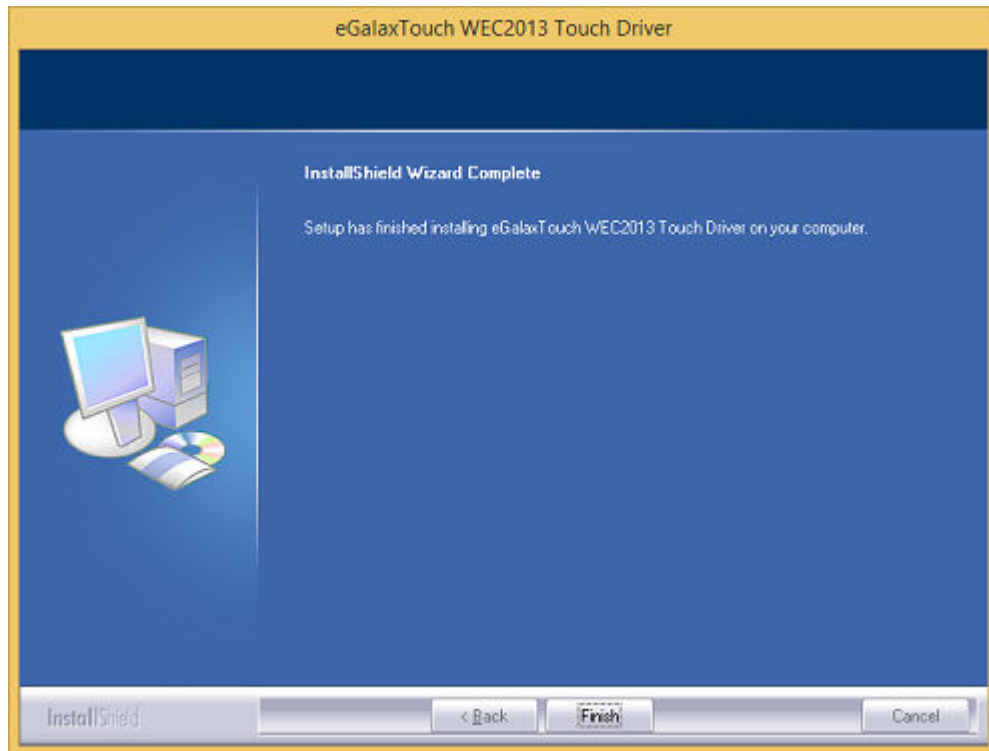 eGalaxTouch WEC2013 Touch Driver
InstallShield Wizard Complete
Setup has finished installing eGalaxTouch WEC2013 Touch Driver on your computer.
InstallShield
< Back
Finish
Cancel